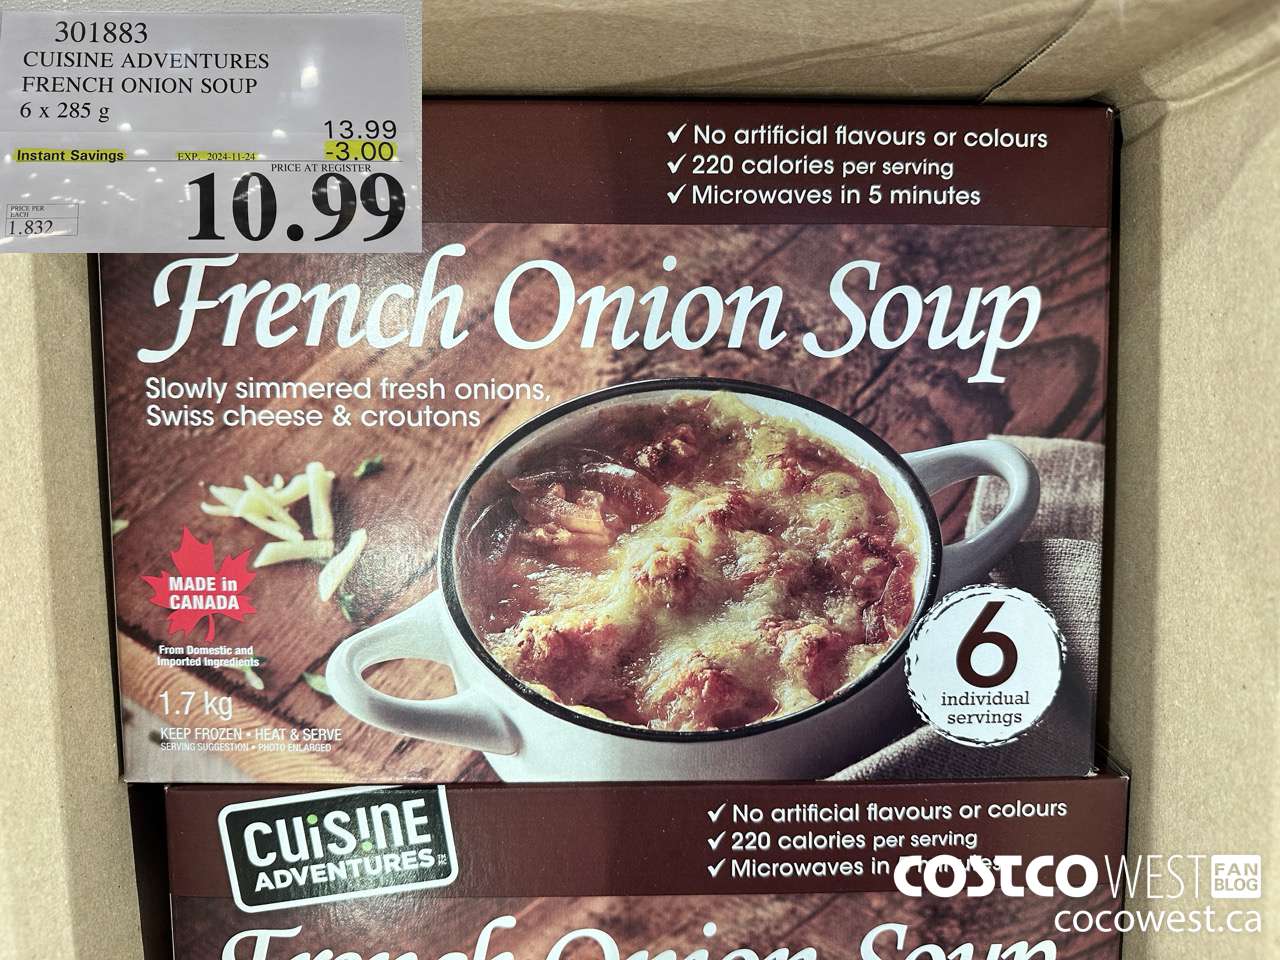 301883
CUISINE ADVENTURES
FRENCH ONION SOUP
6 x 285 g
13.99
Instant Savings EXP. 2024-11-24 -3.00
PRICE AT REGISTER
PRICE PER
EACH
1.832
10.99
✓ No artificial flavours or colours
✓ 220 calories per serving
✓ Microwaves in 5 minutes
French Onion Soup
Slowly simmered fresh onions,
Swiss cheese & croutons
MADE in
CANADA
From Domestic and
Imported Ingredients
1.7 kg
KEEP FROZEN • HEAT & SERVE
SERVING SUGGESTION • PHOTO ENLARGED
6
individual
servings
CUiSiNE
ADVENTURES
✓ No artificial flavours or colours
✓ 220 calories per serving
✓ Microwaves in
COSTCO WEST FAN
BLOG
cocowest.ca
French Onion Soup